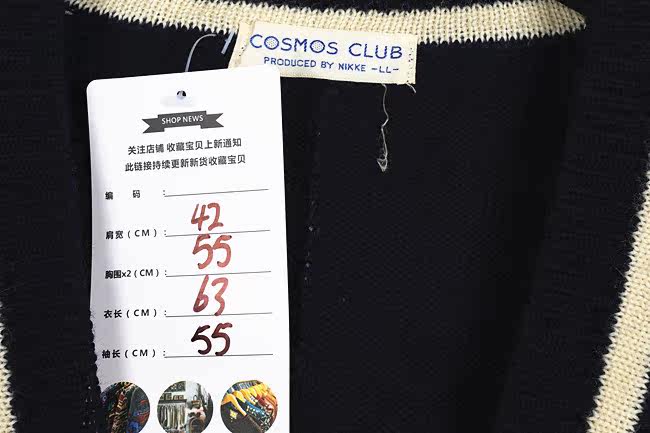 COSMOS CLUB
PRODUCED BY NIKKE -LL-
SHOP NEWS
关注店铺 收藏宝贝上新通知
此链接持续更新新货收藏宝贝
编 码 :
肩宽(CM): 42
胸围x2(CM): 55
衣长(CM): 63
袖长(CM): 55